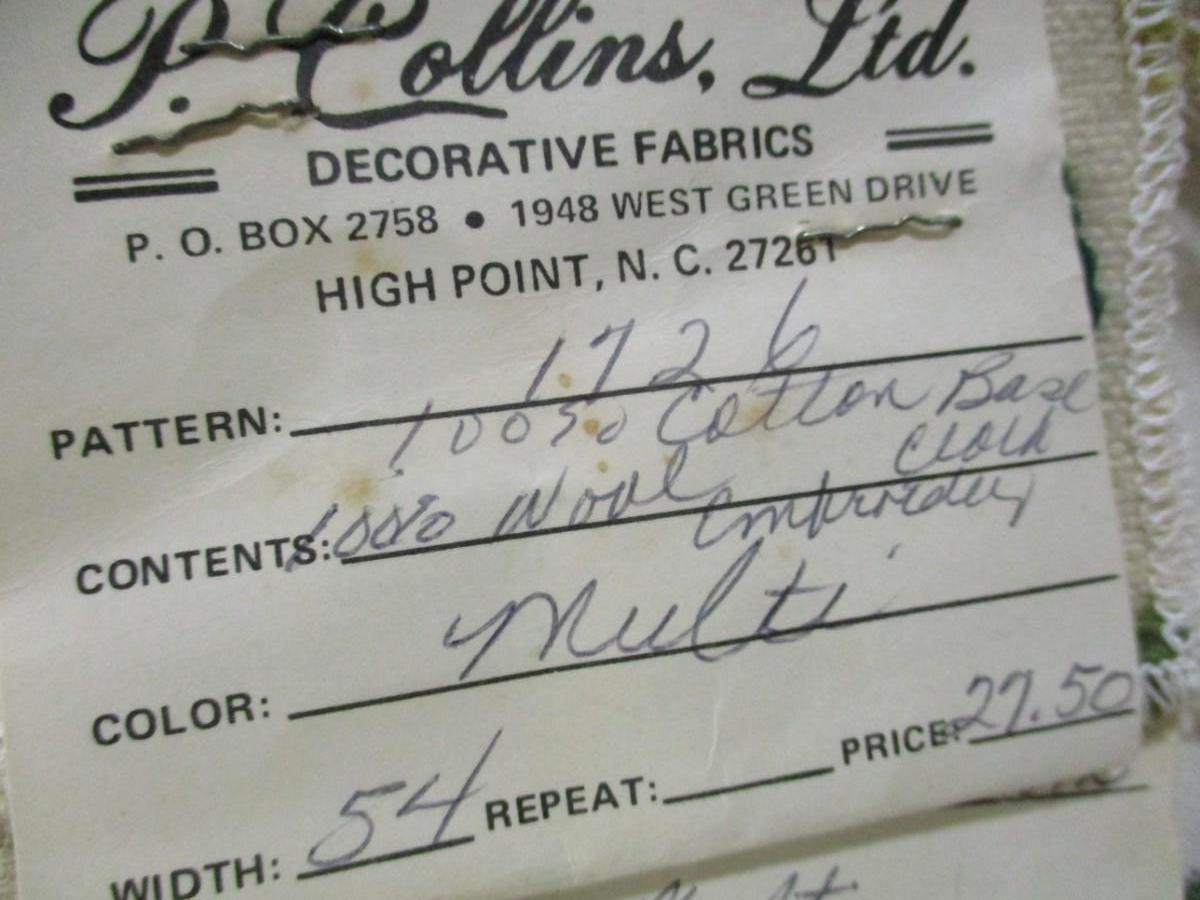 P. Collins, Ltd.
DECORATIVE FABRICS
P. O. BOX 2758 • 1948 WEST GREEN DRIVE
HIGH POINT, N. C. 27261
PATTERN: 1726
100% Cotton Base
Cloth
CONTENTS: 100% Wool Embroidery
COLOR: Multi
WIDTH: 54 REPEAT: PRICE: 27.50